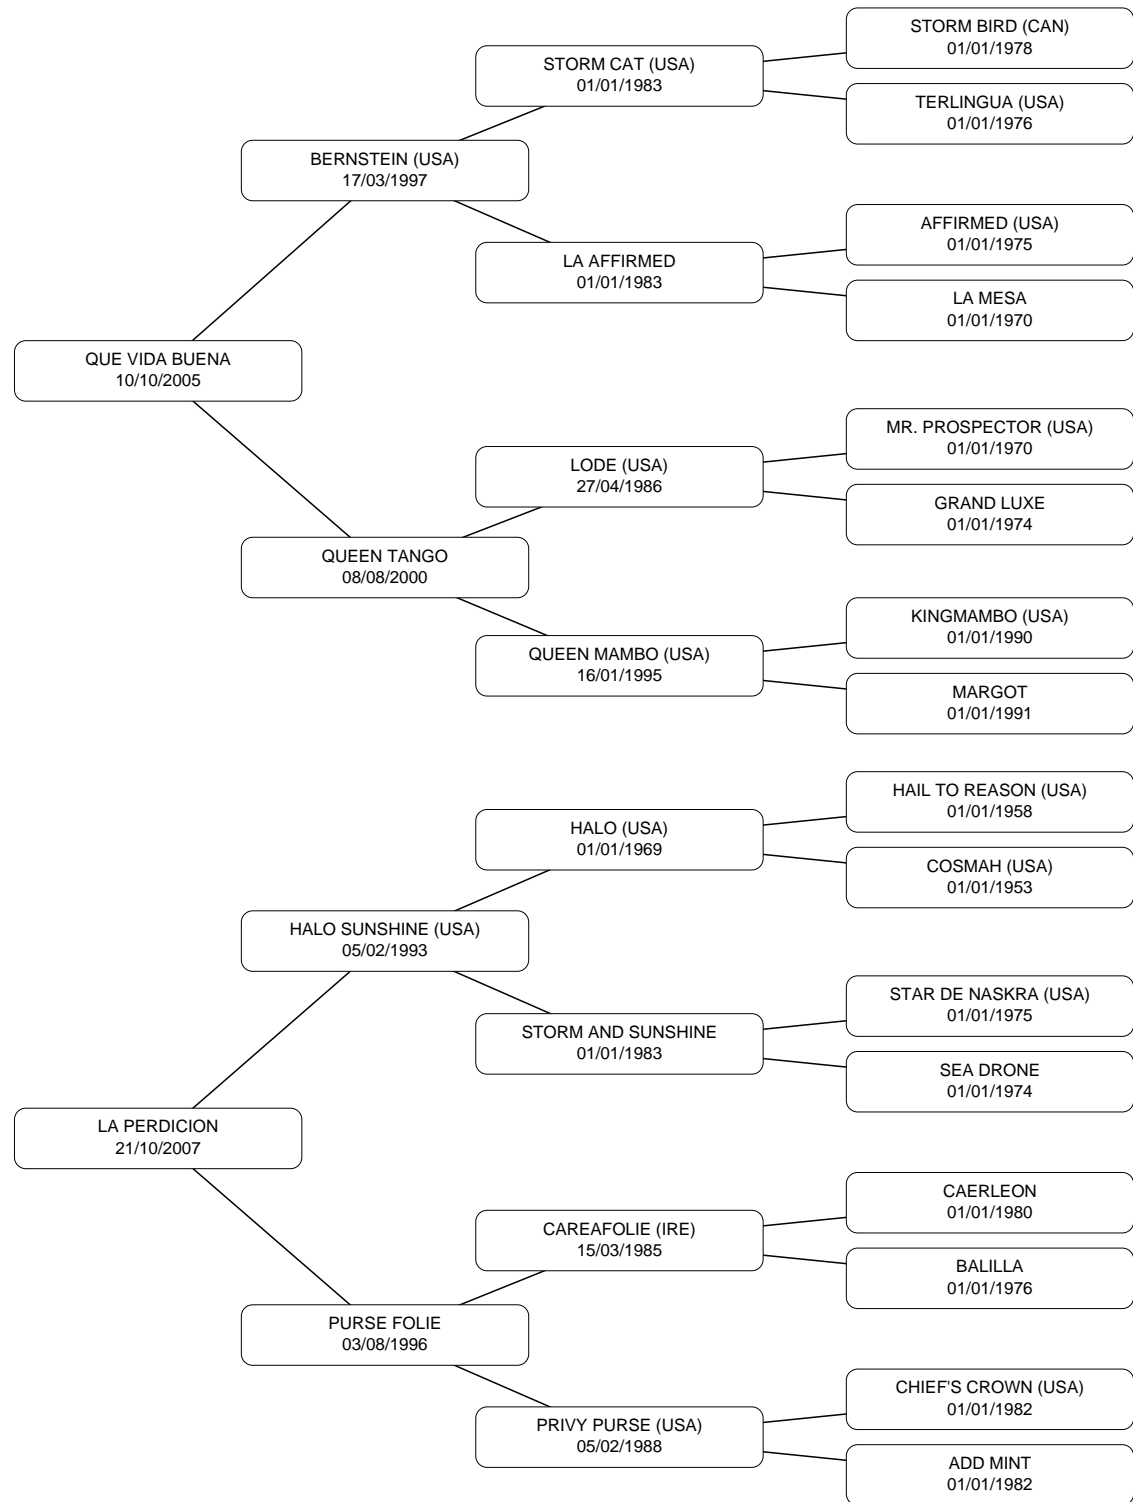 STORM BIRD (CAN)
01/01/1978
STORM CAT (USA)
01/01/1983
TERLINGUA (USA)
01/01/1976
BERNSTEIN (USA)
17/03/1997
AFFIRMED (USA)
01/01/1975
LA AFFIRMED
01/01/1983
LA MESA
01/01/1970
QUE VIDA BUENA
10/10/2005
MR. PROSPECTOR (USA)
01/01/1970
LODE (USA)
27/04/1986
GRAND LUXE
01/01/1974
QUEEN TANGO
08/08/2000
KINGMAMBO (USA)
01/01/1990
QUEEN MAMBO (USA)
16/01/1995
MARGOT
01/01/1991
HAIL TO REASON (USA)
01/01/1958
HALO (USA)
01/01/1969
COSMAH (USA)
01/01/1953
HALO SUNSHINE (USA)
05/02/1993
STAR DE NASKRA (USA)
01/01/1975
STORM AND SUNSHINE
01/01/1983
SEA DRONE
01/01/1974
LA PERDICION
21/10/2007
CAERLEON
01/01/1980
CAREAFOLIE (IRE)
15/03/1985
BALILLA
01/01/1976
PURSE FOLIE
03/08/1996
CHIEF'S CROWN (USA)
01/01/1982
PRIVY PURSE (USA)
05/02/1988
ADD MINT
01/01/1982